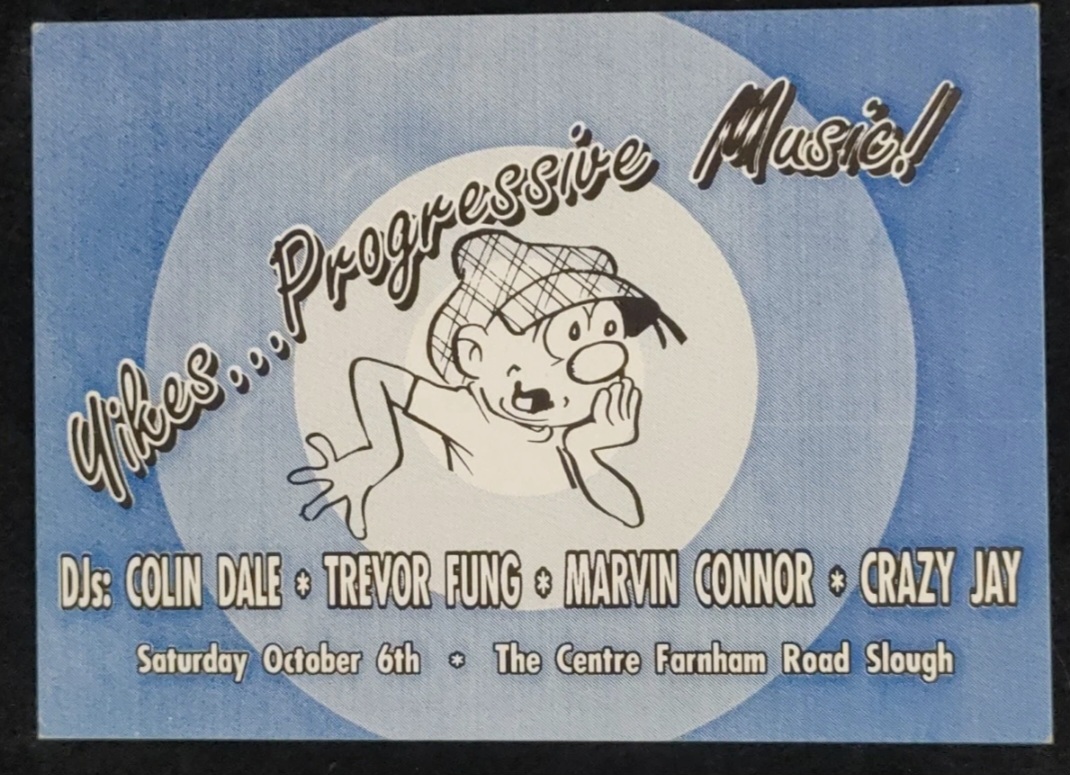 Yikes...Progressive Music!
DJs: COLIN DALE * TREVOR FUNG * MARVIN CONNOR * CRAZY JAY
Saturday October 6th * The Centre Farnham Road Slough